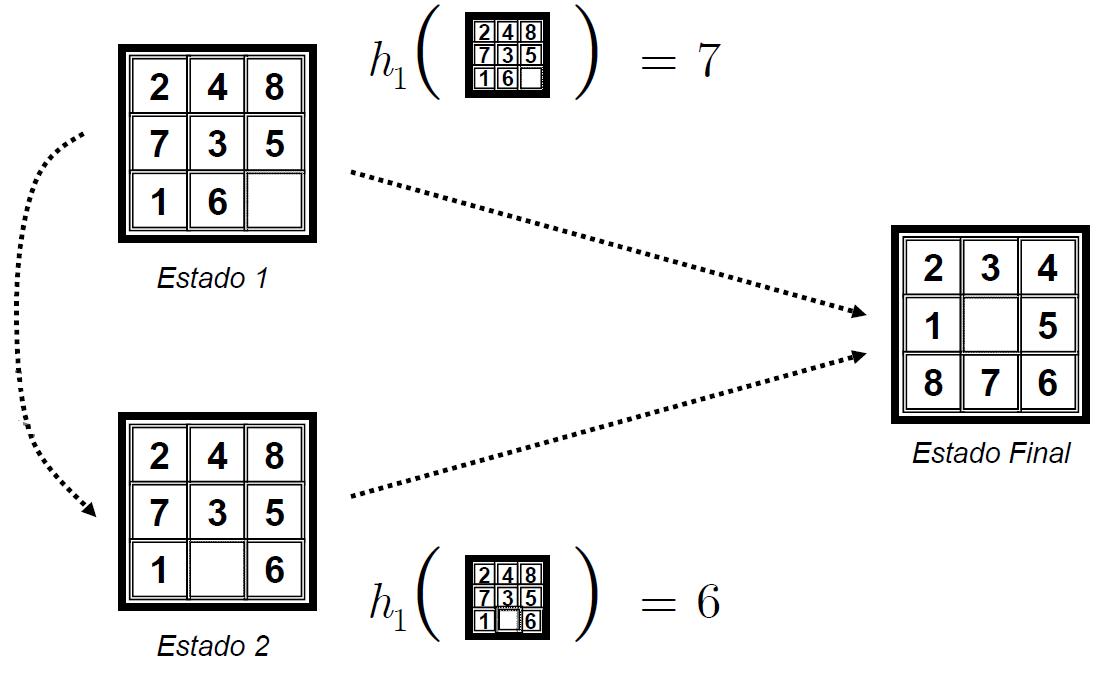 2 4 8
7 3 5
1 6
Estado 1
h1( 2 4 8
7 3 5
1 6 ) = 7
2 3 4
1 5
8 7 6
Estado Final
2 4 8
7 3 5
1 6
Estado 2
h1( 2 4 8
7 3 5
1 6 ) = 6